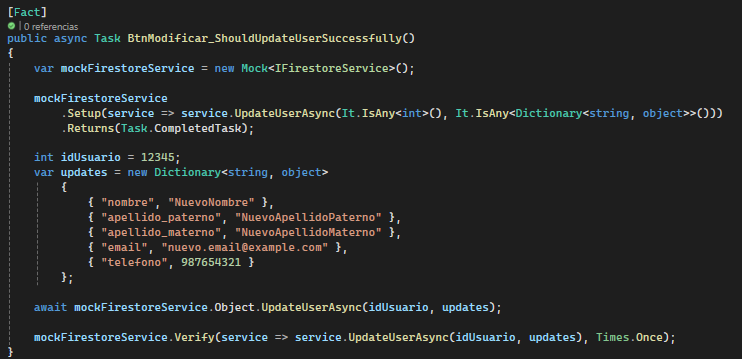 [Fact]
| 0 referencias
public async Task BtnModificar_ShouldUpdateUserSuccessfully()
{
    var mockFirestoreService = new Mock<IFirestoreService>();
    mockFirestoreService
        .Setup(service => service.UpdateUserAsync(It.IsAny<int>(), It.IsAny<Dictionary<string, object>>()))
        .Returns(Task.CompletedTask);
    int idUsuario = 12345;
    var updates = new Dictionary<string, object>
        {
            { "nombre", "NuevoNombre" },
            { "apellido_paterno", "NuevoApellidoPaterno" },
            { "apellido_materno", "NuevoApellidoMaterno" },
            { "email", "nuevo.email@example.com" },
            { "telefono", 987654321 }
        };
    await mockFirestoreService.Object.UpdateUserAsync(idUsuario, updates);
    mockFirestoreService.Verify(service => service.UpdateUserAsync(idUsuario, updates), Times.Once);
}